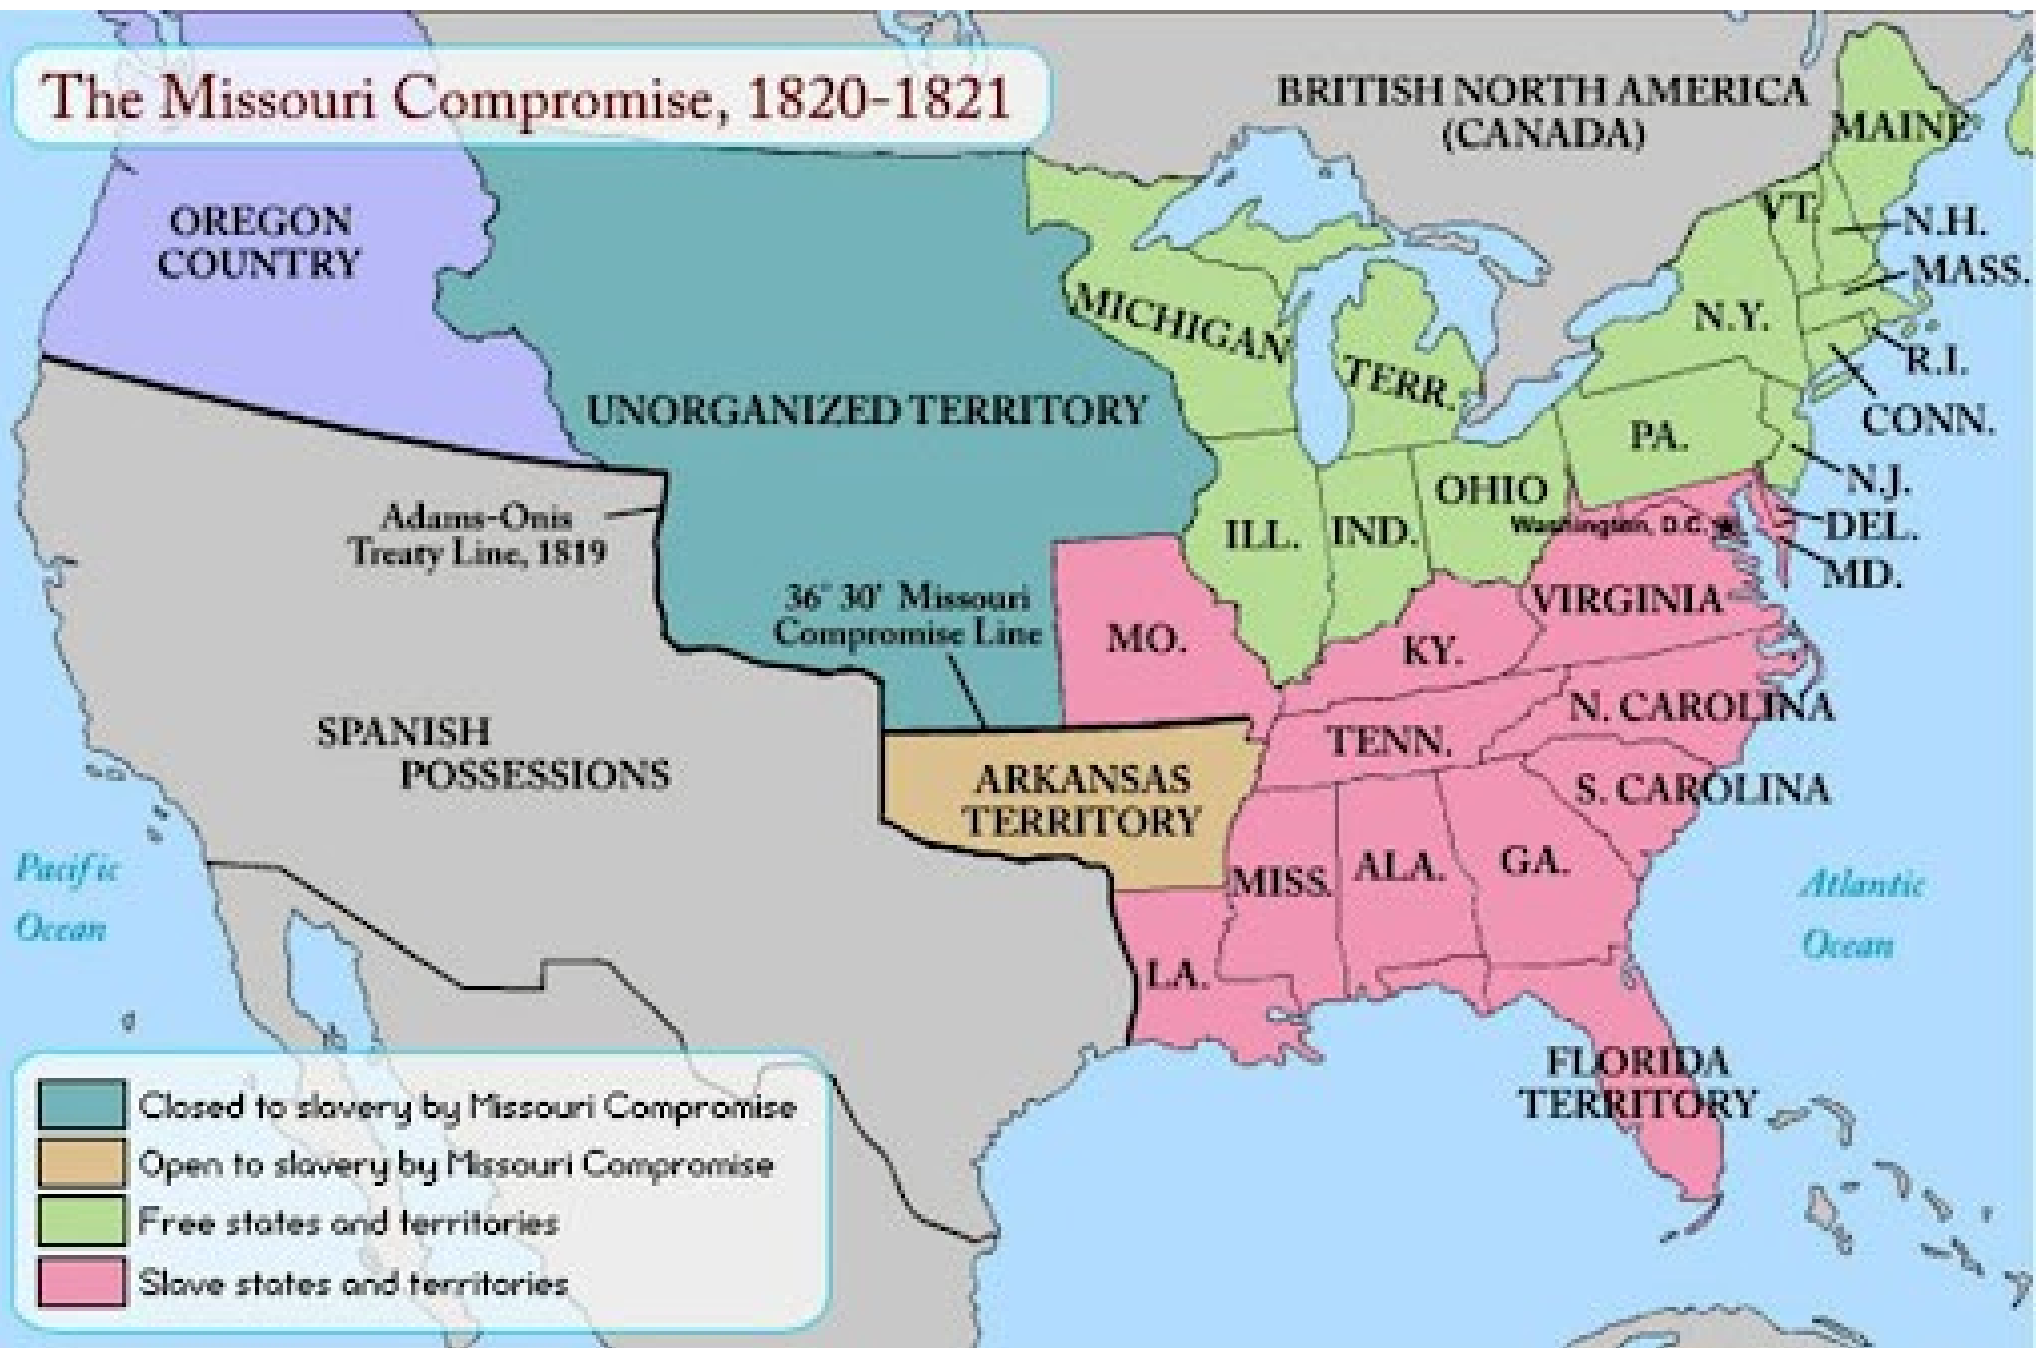 The Missouri Compromise, 1820-1821
BRITISH NORTH AMERICA
(CANADA)
MAINE
OREGON
COUNTRY
VT.
N.H.
MASS.
MICHIGAN
TERR.
N.Y.
R.I.
CONN.
UNORGANIZED TERRITORY
PA.
N.J.
Adams-Onis
Treaty Line, 1819
ILL.
IND.
OHIO
Washington, D.C.
DEL.
MD.
36° 30' Missouri
Compromise Line
MO.
KY.
VIRGINIA
SPANISH
POSSESSIONS
TENN.
N. CAROLINA
ARKANSAS
TERRITORY
S. CAROLINA
MISS.
ALA.
GA.
Pacific
Ocean
Atlantic
Ocean
LA.
FLORIDA
TERRITORY
Closed to slavery by Missouri Compromise
Open to slavery by Missouri Compromise
Free states and territories
Slave states and territories